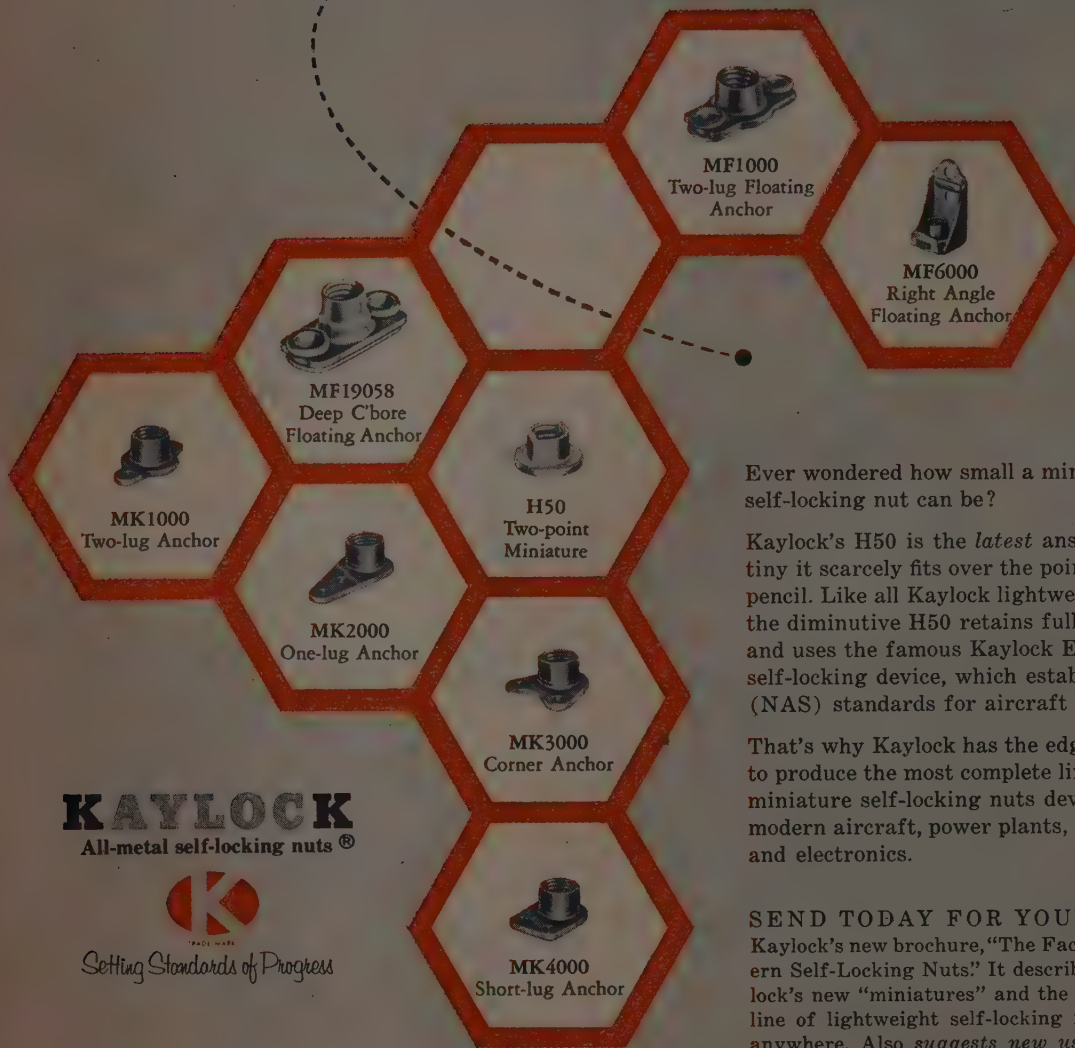 MF1000
Two-lug Floating
Anchor
MF6000
Right Angle
Floating Anchor
MF19058
Deep C'bore
Floating Anchor
MK1000
Two-lug Anchor
H50
Two-point
Miniature
MK2000
One-lug Anchor
MK3000
Corner Anchor
MK4000
Short-lug Anchor
KAYLOCK
All-metal self-locking nuts ®
K
TRADE MARK
Setting Standards of Progress
Ever wondered how small a
self-locking nut can be?
Kaylock's H50 is the latest
tiny it scarcely fits over the
pencil. Like all Kaylock
the diminutive H50 retains
and uses the famous Kaylock
self-locking device, which
(NAS) standards for aircraft
That's why Kaylock has the
to produce the most complete
miniature self-locking nuts
modern aircraft, power plants,
and electronics.
SEND TODAY FOR
Kaylock's new brochure, "The
ern Self-Locking Nuts." It
lock's new "miniatures" and the
line of lightweight self-locking
anywhere. Also suggests new